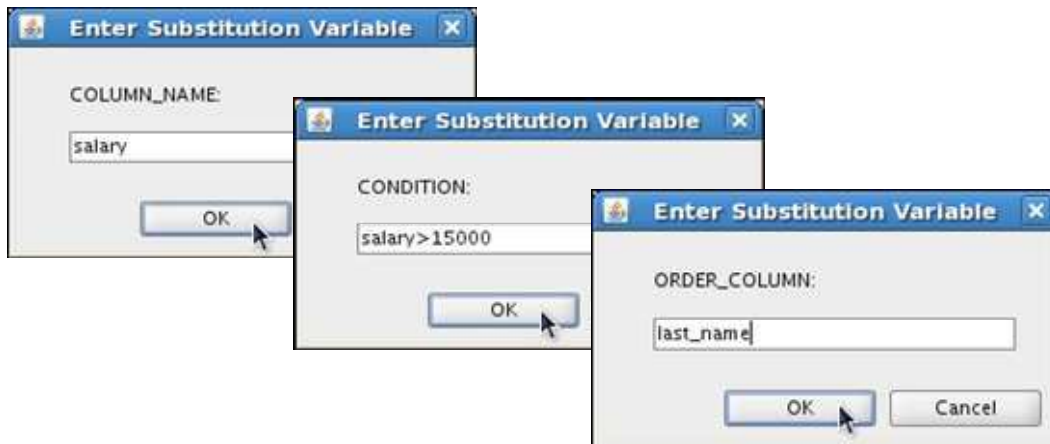 Enter Substitution Variable
COLUMN_NAME:
salary
OK
Enter Substitution Variable
CONDITION:
salary>15000
OK
Enter Substitution Variable
ORDER_COLUMN:
last_name
OK
Cancel